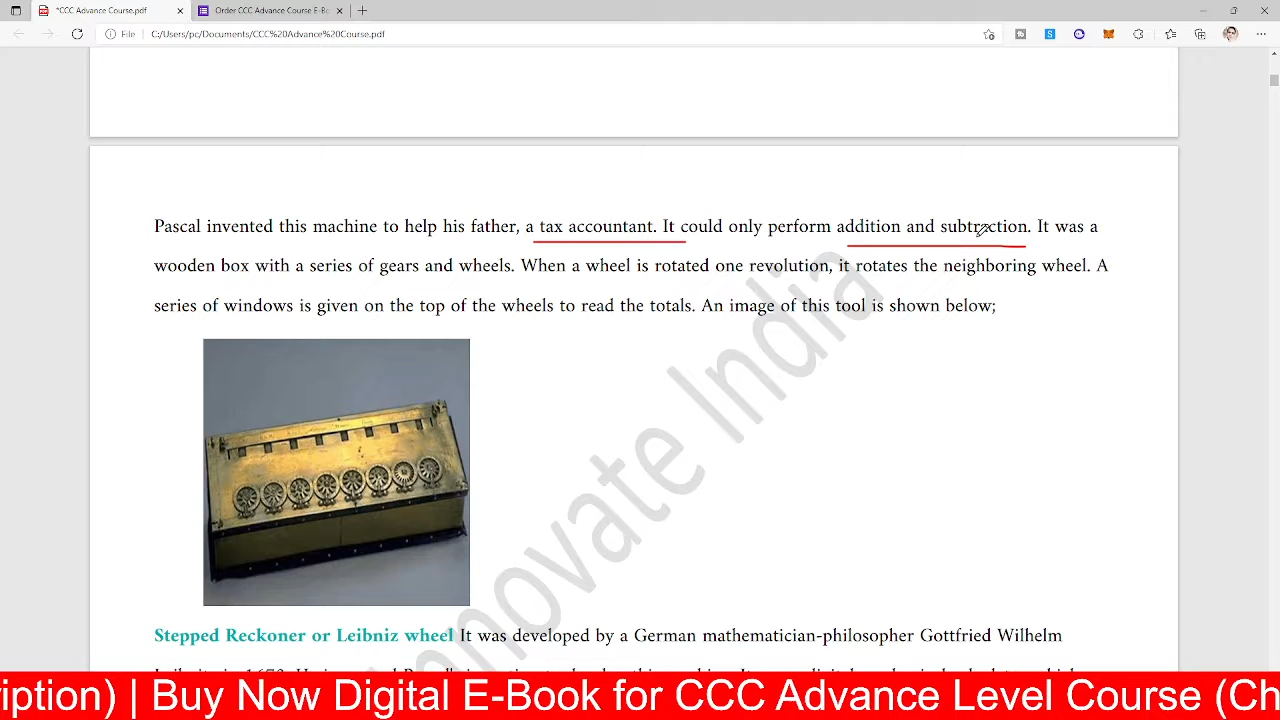 *CCC Advance Course.pdf
Order CCC Advance Course E-Bo
File
C:/Users/pc/Documents/CCC%20Advance%20Course.pdf
Pascal invented this machine to help his father, a tax accountant. It could only perform addition and subtraction. It was a
wooden box with a series of gears and wheels. When a wheel is rotated one revolution, it rotates the neighboring wheel. A
series of windows is given on the top of the wheels to read the totals. An image of this tool is shown below;
nnovate India
Stepped Reckoner or Leibniz wheel It was developed by a German mathematician-philosopher Gottfried Wilhelm
ription) | Buy Now Digital E-Book for CCC Advance Level Course (Ch